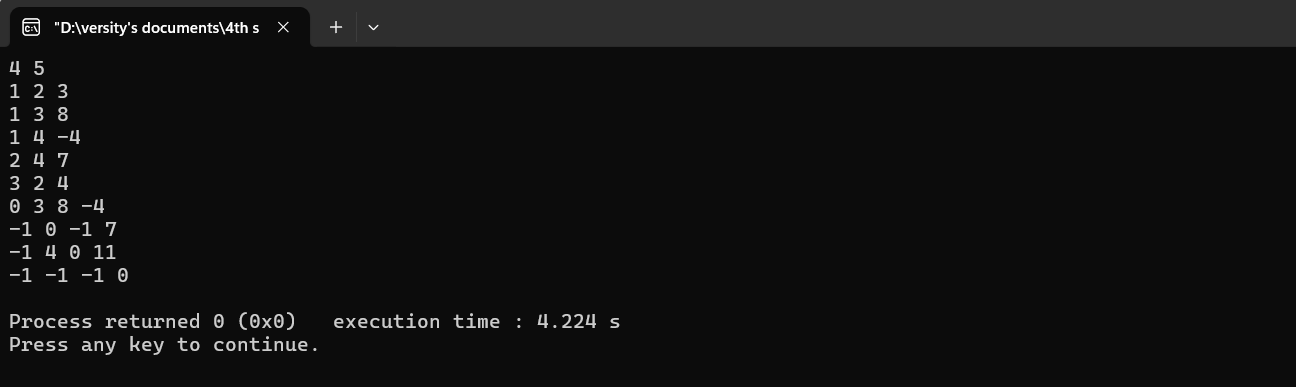 "D:\versity's documents\4th s
4 5
1 2 3
1 3 8
1 4 -4
2 4 7
3 2 4
0 3 8 -4
-1 0 -1 7
-1 4 0 11
-1 -1 -1 0
Process returned 0 (0x0)   execution time : 4.224 s
Press any key to continue.